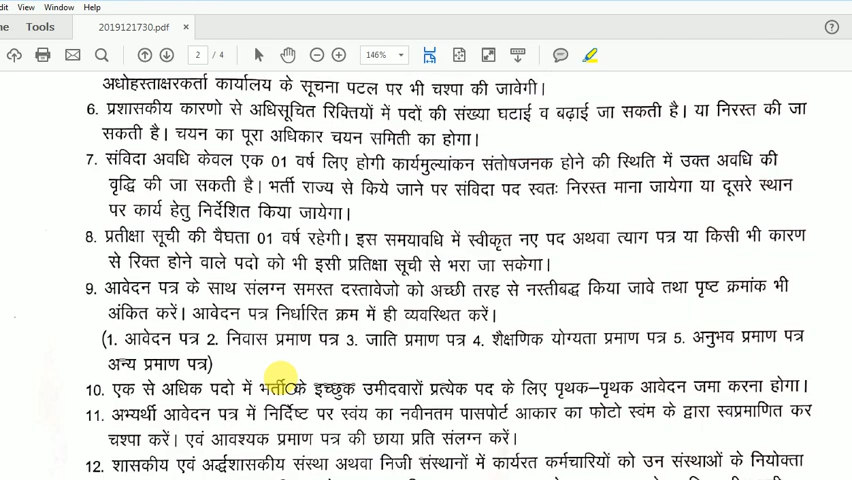 dit View Window Help
me Tools 2019121730.pdf ×
2 / 4 146%
अधोहस्ताक्षरकर्ता कार्यालय के सूचना पटल पर भी चश्पा की जावेगी।
6. प्रशासकीय कारणो से अधिसूचित रिक्तियों में पदों की संख्या घटाई व बढ़ाई जा सकती है। या निरस्त की जा
सकती है। चयन का पूरा अधिकार चयन समिती का होगा।
7. संविदा अवधि केवल एक 01 वर्ष लिए होगी कार्यमुल्यांकन संतोषजनक होने की स्थिति में उक्त अवधि की
वृद्धि की जा सकती है। भर्ती राज्य से किये जाने पर संविदा पद स्वतः निरस्त माना जायेगा या दूसरे स्थान
पर कार्य हेतु निर्देशित किया जायेगा।
8. प्रतीक्षा सूची की वैघता 01 वर्ष रहेगी। इस समयावधि में स्वीकृत नए पद अथवा त्याग पत्र या किसी भी कारण
से रिक्त होने वाले पदो को भी इसी प्रतिक्षा सूची से भरा जा सकेगा।
9. आवेदन पत्र के साथ संलग्न समस्त दस्तावेजो को अच्छी तरह से नस्तीबद्ध किया जावे तथा पृष्ट क्रमांक भी
अंकित करें। आवेदन पत्र निर्धारित क्रम में ही व्यवस्थित करें।
(1. आवेदन पत्र 2. निवास प्रमाण पत्र 3. जाति प्रमाण पत्र 4. शैक्षणिक योग्यता प्रमाण पत्र 5. अनुभव प्रमाण पत्र
अन्य प्रमाण पत्र)
10. एक से अधिक पदो में भर्ती के इच्छुक उमीदवारों प्रत्येक पद के लिए पृथक–पृथक आवेदन जमा करना होगा।
11. अभ्यर्थी आवेदन पत्र में निर्दिष्ट पर स्वंय का नवीनतम पासपोर्ट आकार का फोटो स्वंम के द्वारा स्वप्रमाणित कर
चश्पा करें। एवं आवश्यक प्रमाण पत्र की छाया प्रति संलग्न करें।
12. शासकीय एवं अर्द्धशासकीय संस्था अथवा निजी संस्थानों में कार्यरत कर्मचारियों को उन संस्थाओं के नियोक्ता